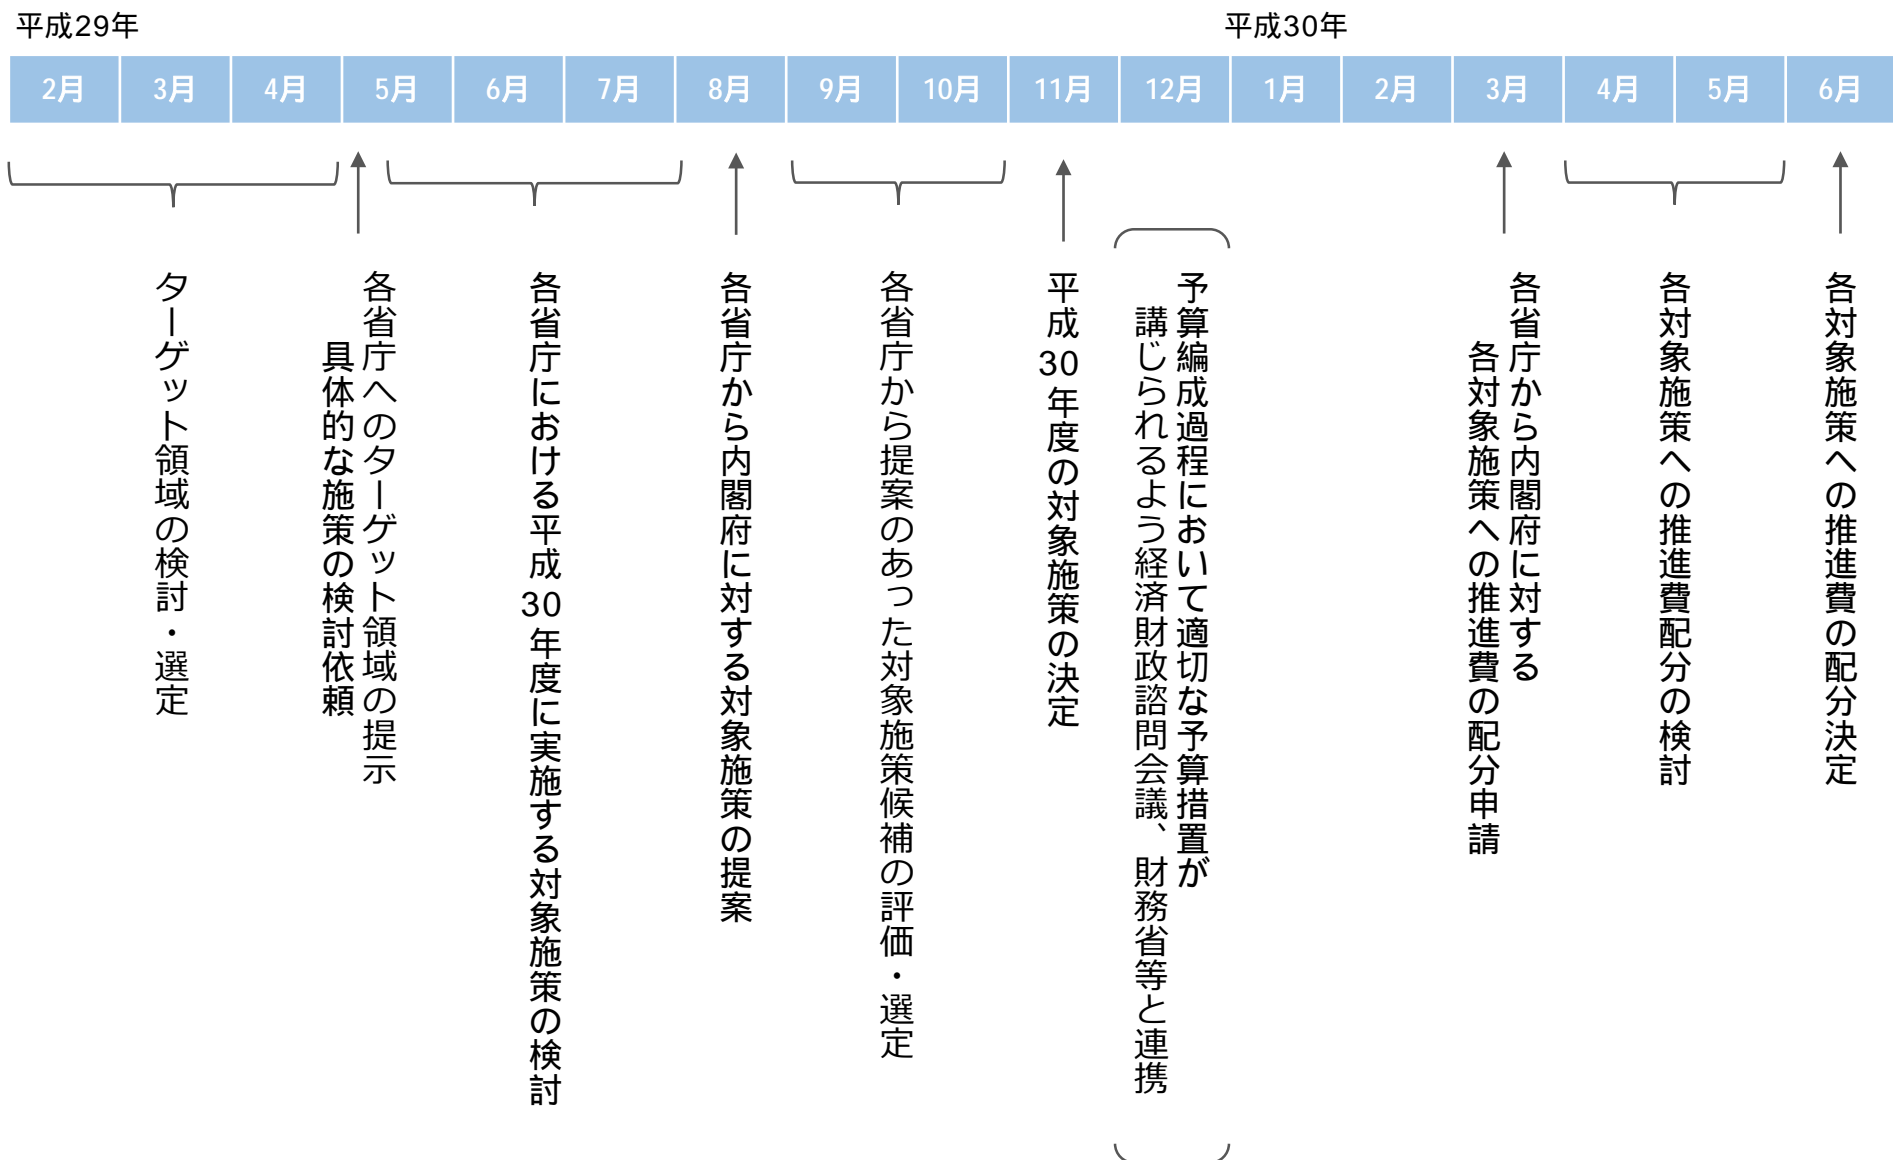 平成29年
平成30年
2月
3月
4月
5月
6月
7月
8月
9月
10月
11月
12月
1月
2月
3月
4月
5月
6月
ターゲット領域の検討・選定
各省庁へのターゲット領域の提示
具体的な施策の検討依頼
各省庁における平成30年度に実施する対象施策の検討
各省庁から内閣府に対する対象施策の提案
各省庁から提案のあった対象施策候補の評価・選定
平成30年度の対象施策の決定
予算編成過程において適切な予算措置が
講じられるよう経済財政諮問会議、財務省等と連携
各省庁から内閣府に対する
各対象施策への推進費の配分申請
各対象施策への推進費配分の検討
各対象施策への推進費の配分決定